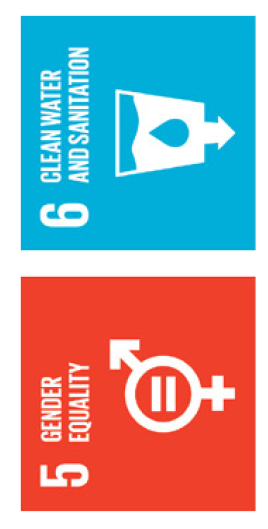 5 GENDER
EQUALITY
6 CLEAN WATER
AND SANITATION